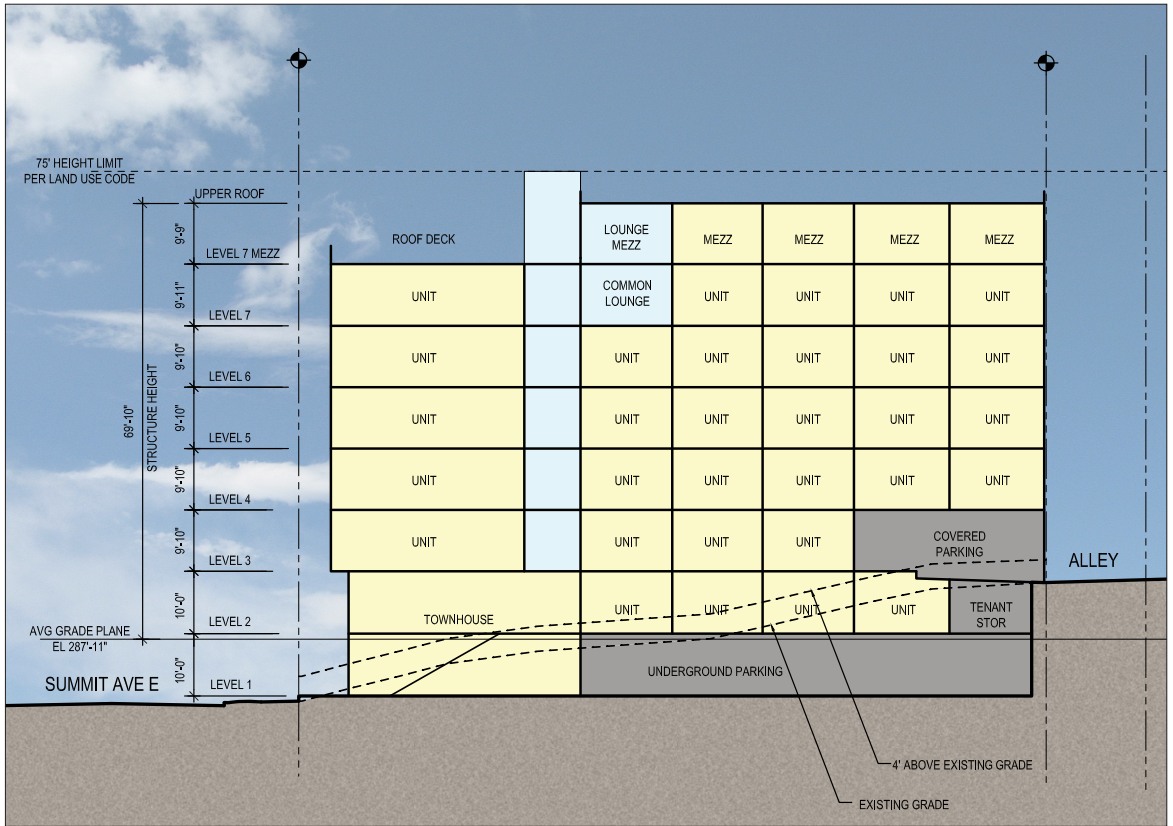 75' HEIGHT LIMIT
PER LAND USE CODE
UPPER ROOF
9'-9"
ROOF DECK
LOUNGE
MEZZ
MEZZ
MEZZ
MEZZ
MEZZ
LEVEL 7 MEZZ
9'-11"
UNIT
COMMON
LOUNGE
UNIT
UNIT
UNIT
UNIT
LEVEL 7
9'-10"
UNIT
UNIT
UNIT
UNIT
UNIT
UNIT
LEVEL 6
69'-10"
STRUCTURE HEIGHT
9'-10"
UNIT
UNIT
UNIT
UNIT
UNIT
UNIT
LEVEL 5
9'-10"
UNIT
UNIT
UNIT
UNIT
UNIT
UNIT
LEVEL 4
9'-10"
UNIT
UNIT
UNIT
UNIT
COVERED
PARKING
ALLEY
LEVEL 3
10'-0"
TOWNHOUSE
UNIT
UNIT
UNIT
UNIT
TENANT
STOR
LEVEL 2
AVG GRADE PLANE
EL 287'-11"
10'-0"
UNDERGROUND PARKING
SUMMIT AVE E
LEVEL 1
4' ABOVE EXISTING GRADE
EXISTING GRADE